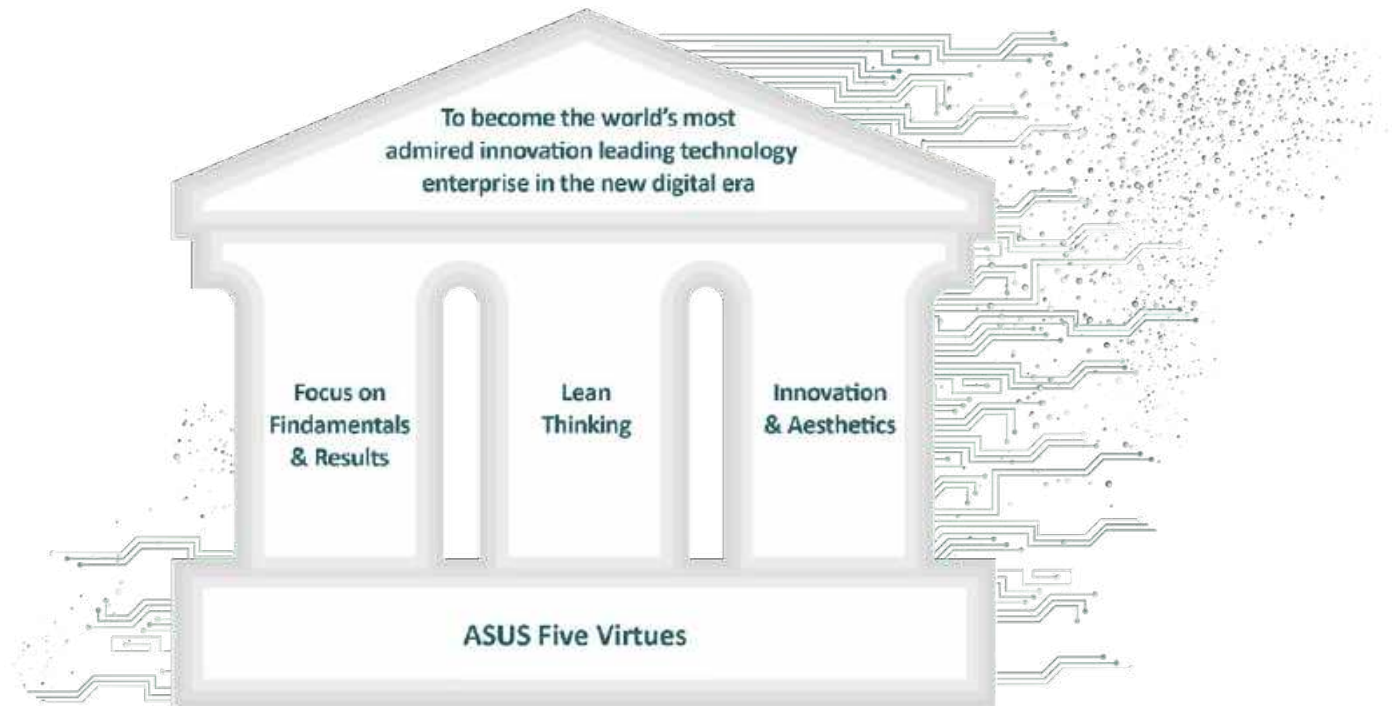 To become the world's most
admired innovation leading technology
enterprise in the new digital era
Focus on
Findamentals
& Results
Lean
Thinking
Innovation
& Aesthetics
ASUS Five Virtues